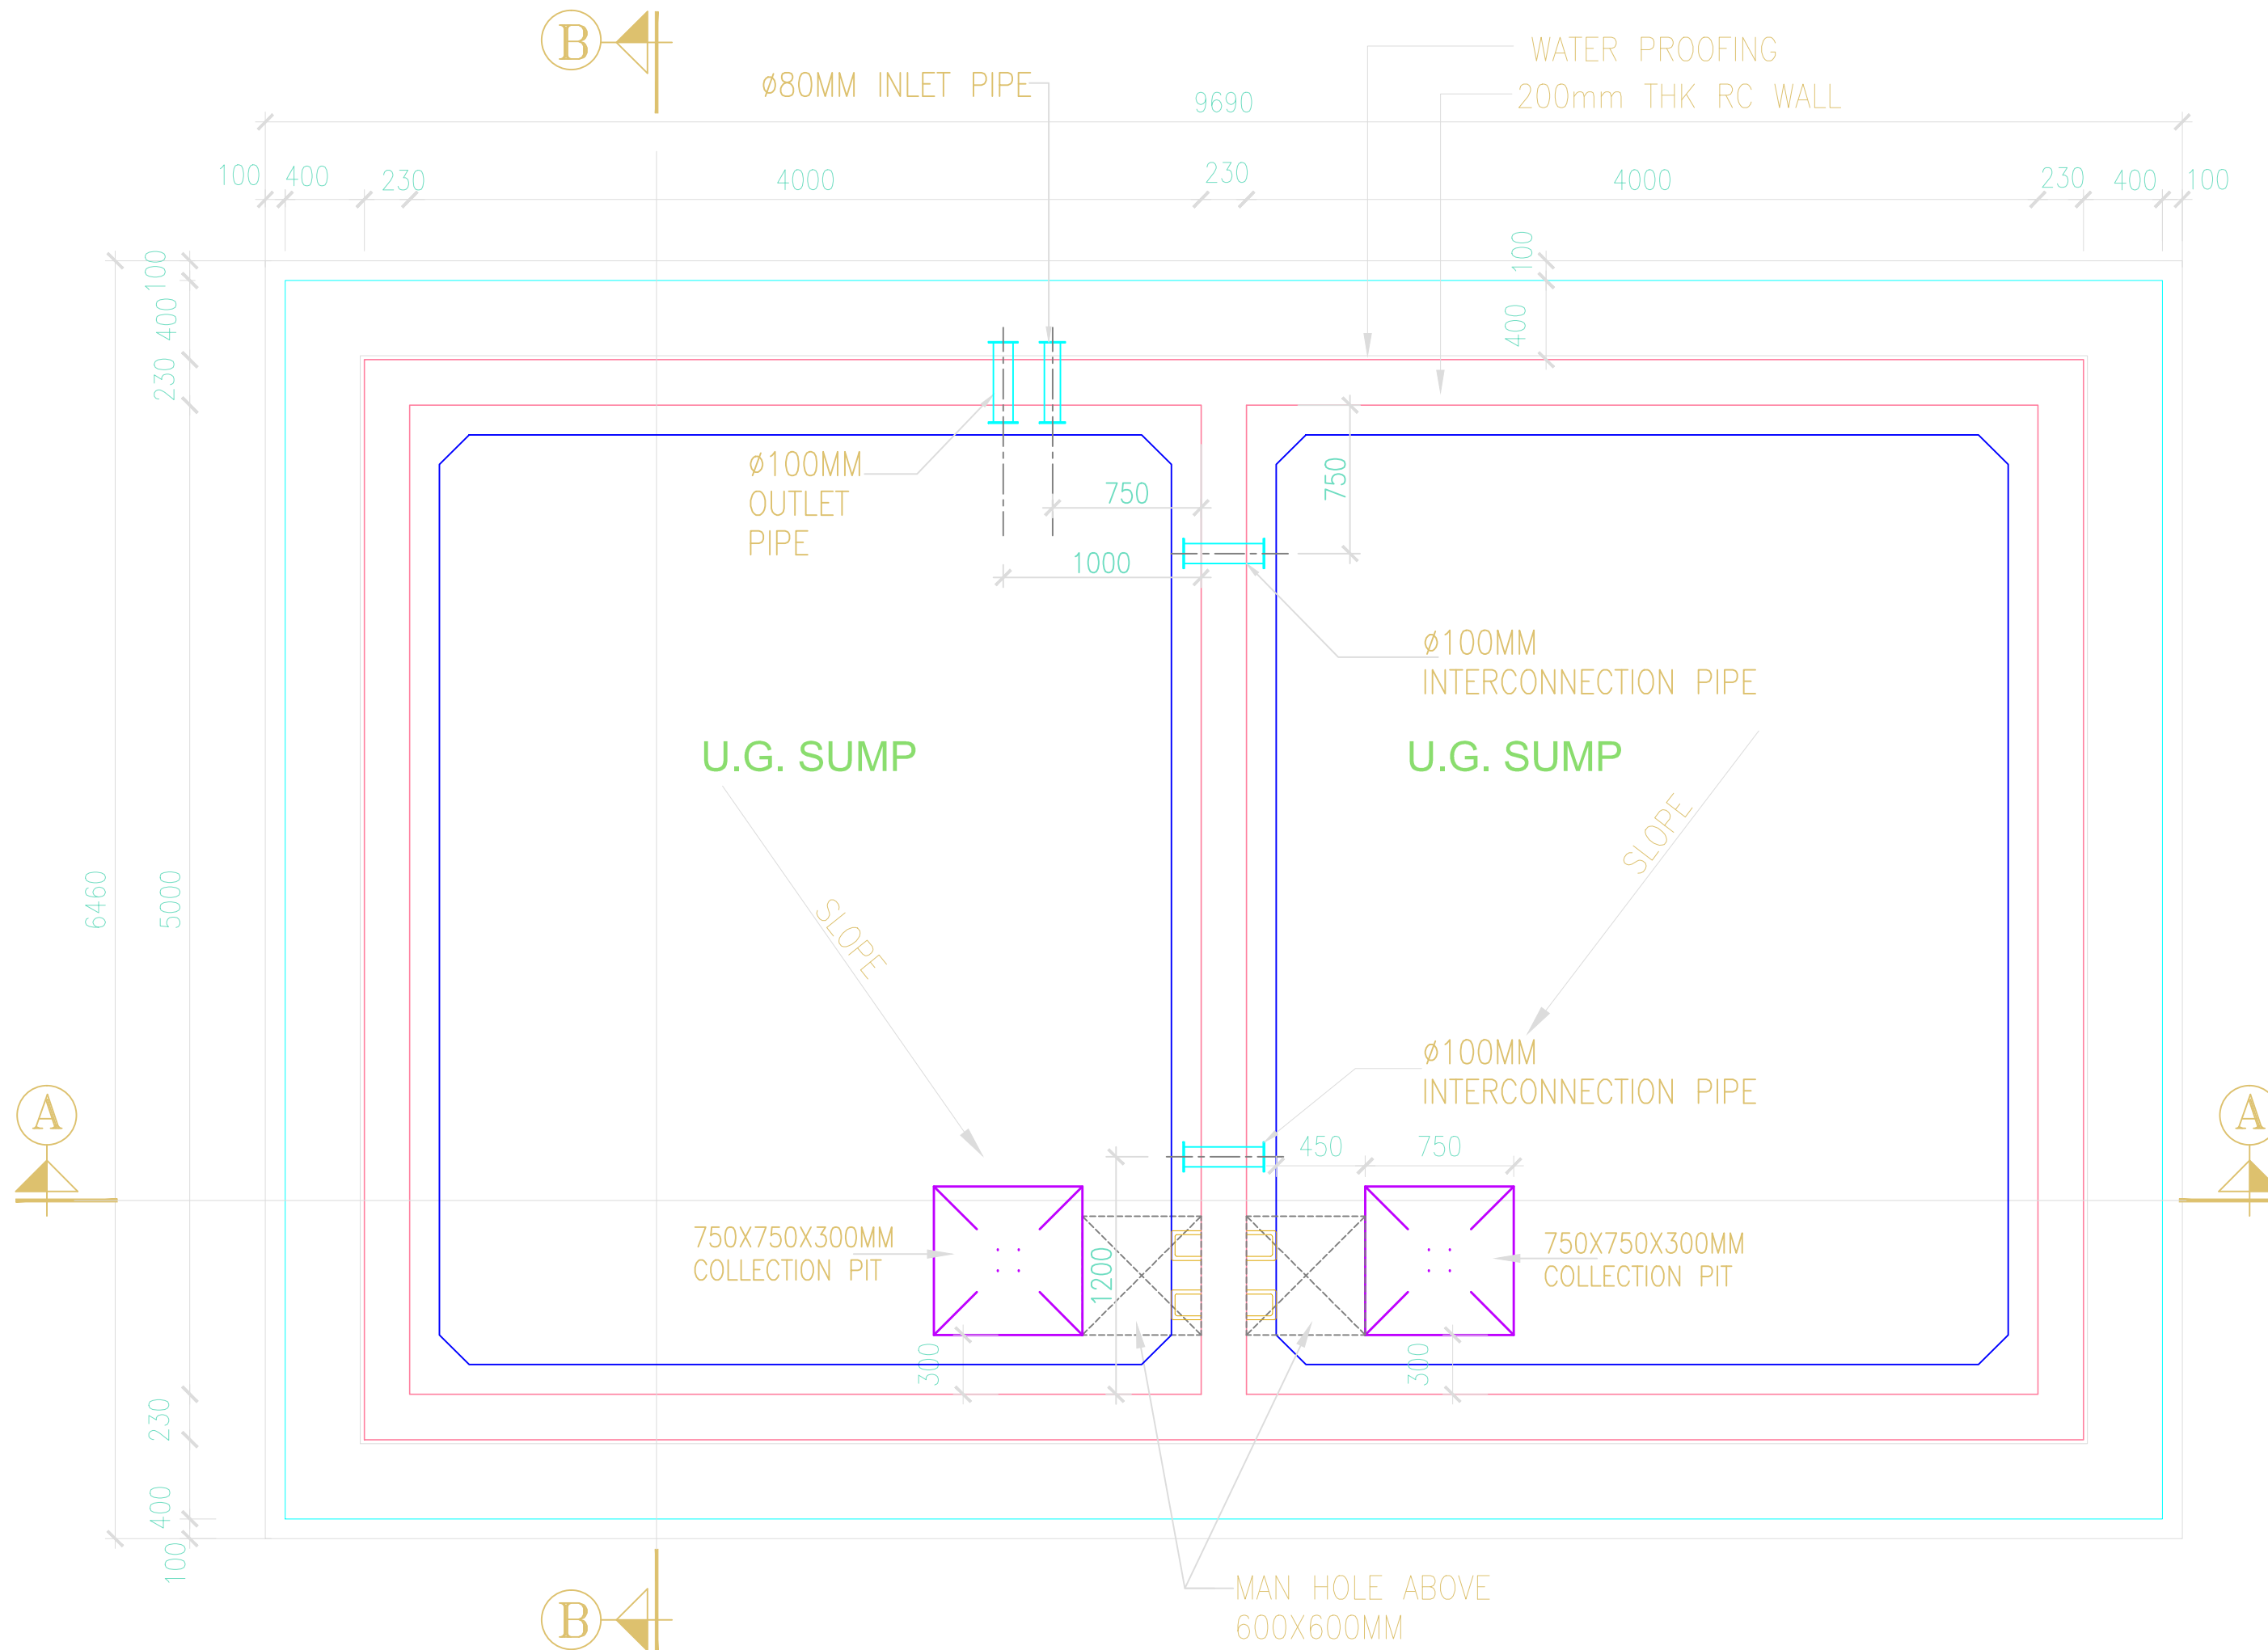 B
WATER PROOFING
ø80MM INLET PIPE
200mm THK RC WALL
9690
100
400
230
4000
230
4000
230
400
100
100
400
230
100
400
ø100MM
OUTLET
PIPE
750
750
1000
ø100MM
INTERCONNECTION PIPE
U.G. SUMP
U.G. SUMP
SLOPE
SLOPE
6460
5000
ø100MM
INTERCONNECTION PIPE
A
A
450
750
750X750X300MM
COLLECTION PIT
750X750X300MM
COLLECTION PIT
1200
300
300
230
400
100
MAN HOLE ABOVE
600X600MM
B